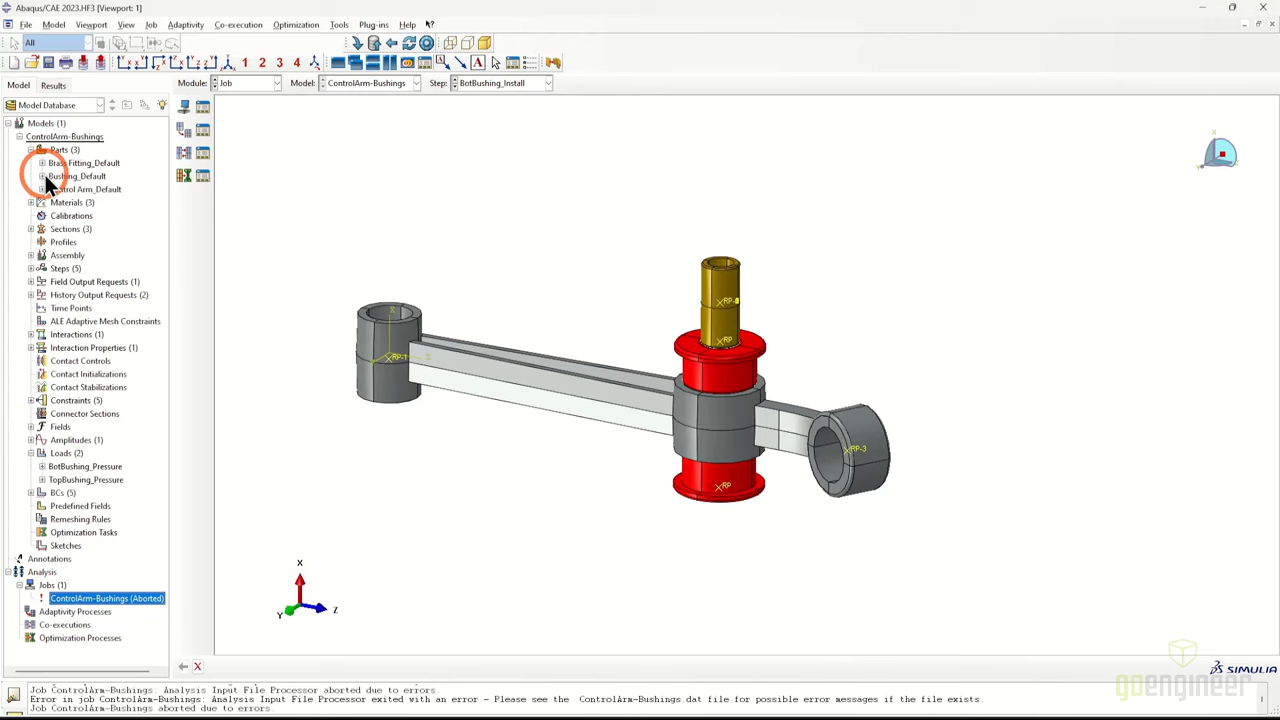 Abaqus/CAE 2023.HF3 [Viewport: 1]
File Model Viewport View Job Adaptivity Co-execution Optimization Tools Plug-ins Help
All
1 2 3 4 A
Model Results Module: Job Model: ControlArm-Bushings Step: BotBushing_Install
Model Database
Models (1)
ControlArm-Bushings
Parts (3)
Brass Fitting_Default
Bushing_Default
Control Arm_Default
Materials (3)
Calibrations
Sections (3)
Profiles
Assembly
Steps (5)
Field Output Requests (1)
History Output Requests (2)
Time Points
ALE Adaptive Mesh Constraints
Interactions (1)
Interaction Properties (1)
Contact Controls
Contact Initializations
Contact Stabilizations
Constraints (5)
Connector Sections
Fields
Amplitudes (1)
Loads (2)
BotBushing_Pressure
TopBushing_Pressure
BCs (5)
Predefined Fields
Remeshing Rules
Optimization Tasks
Sketches
Annotations
Analysis
Jobs (1)
ControlArm-Bushings (Aborted)
Adaptivity Processes
Co-executions
Optimization Processes
RP
RP-1
RP-3
RP
X
Y
Z
SIMULIA
goengineer
Job ControlArm-Bushings: Analysis Input File Processor aborted due to errors.
Error in job ControlArm-Bushings: Analysis Input File Processor exited with an error - Please see the ControlArm-Bushings.dat file for possible error messages if the file exists.
Job ControlArm-Bushings aborted due to errors.